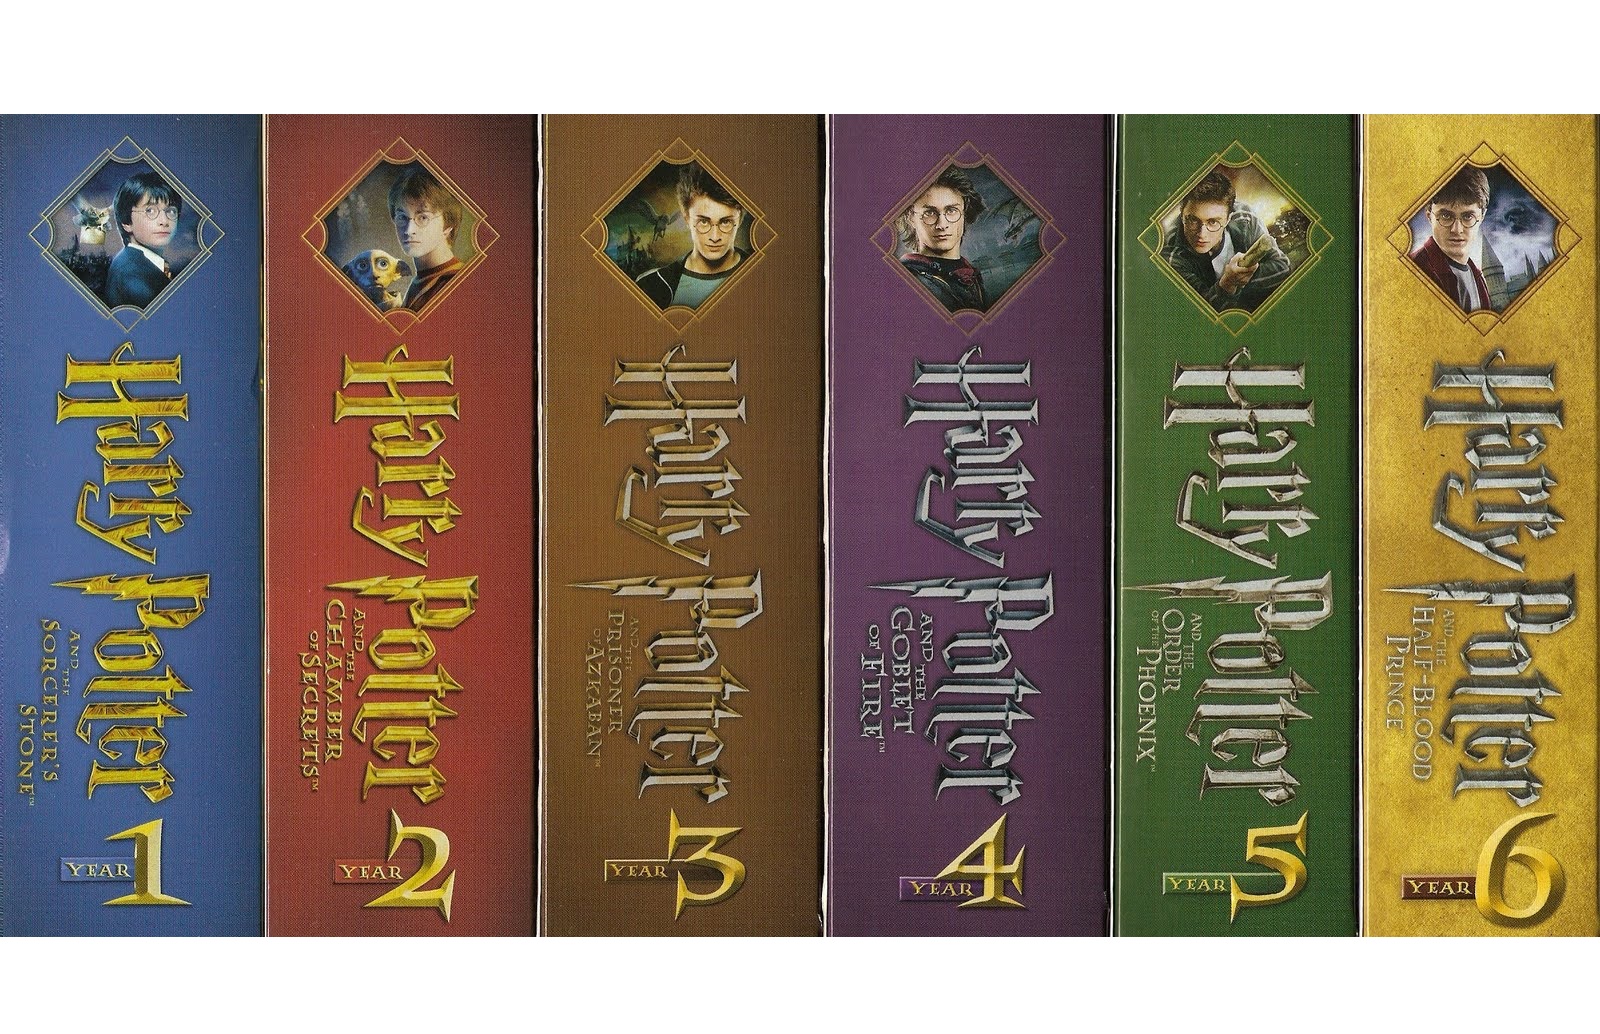 Harry Potter
AND THE
SORCERER'S
STONE™
YEAR 1
Harry Potter
AND THE
CHAMBER
OF SECRETS™
YEAR 2
Harry Potter
AND THE
PRISONER
OF AZKABAN™
YEAR 3
Harry Potter
AND THE
GOBLET
OF FIRE™
YEAR 4
Harry Potter
AND THE
ORDER
OF THE PHOENIX™
YEAR 5
Harry Potter
AND THE
HALF-BLOOD
PRINCE
YEAR 6